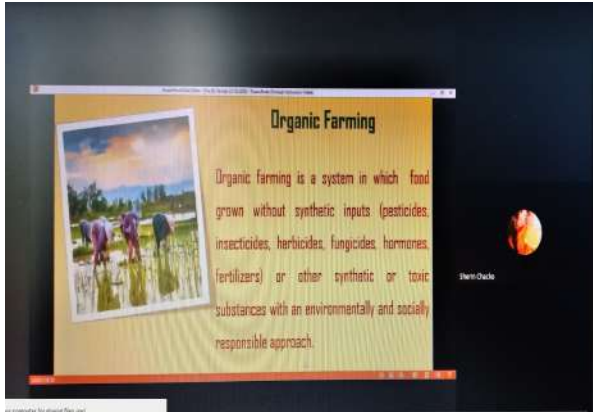 Organic Farming
Organic farming is a system in which food
grown without synthetic inputs (pesticides,
insecticides, herbicides, fungicides, hormones,
fertilizers) or other synthetic or toxic
substances with an environmentally and socially
responsible approach.
Sherin Chacko